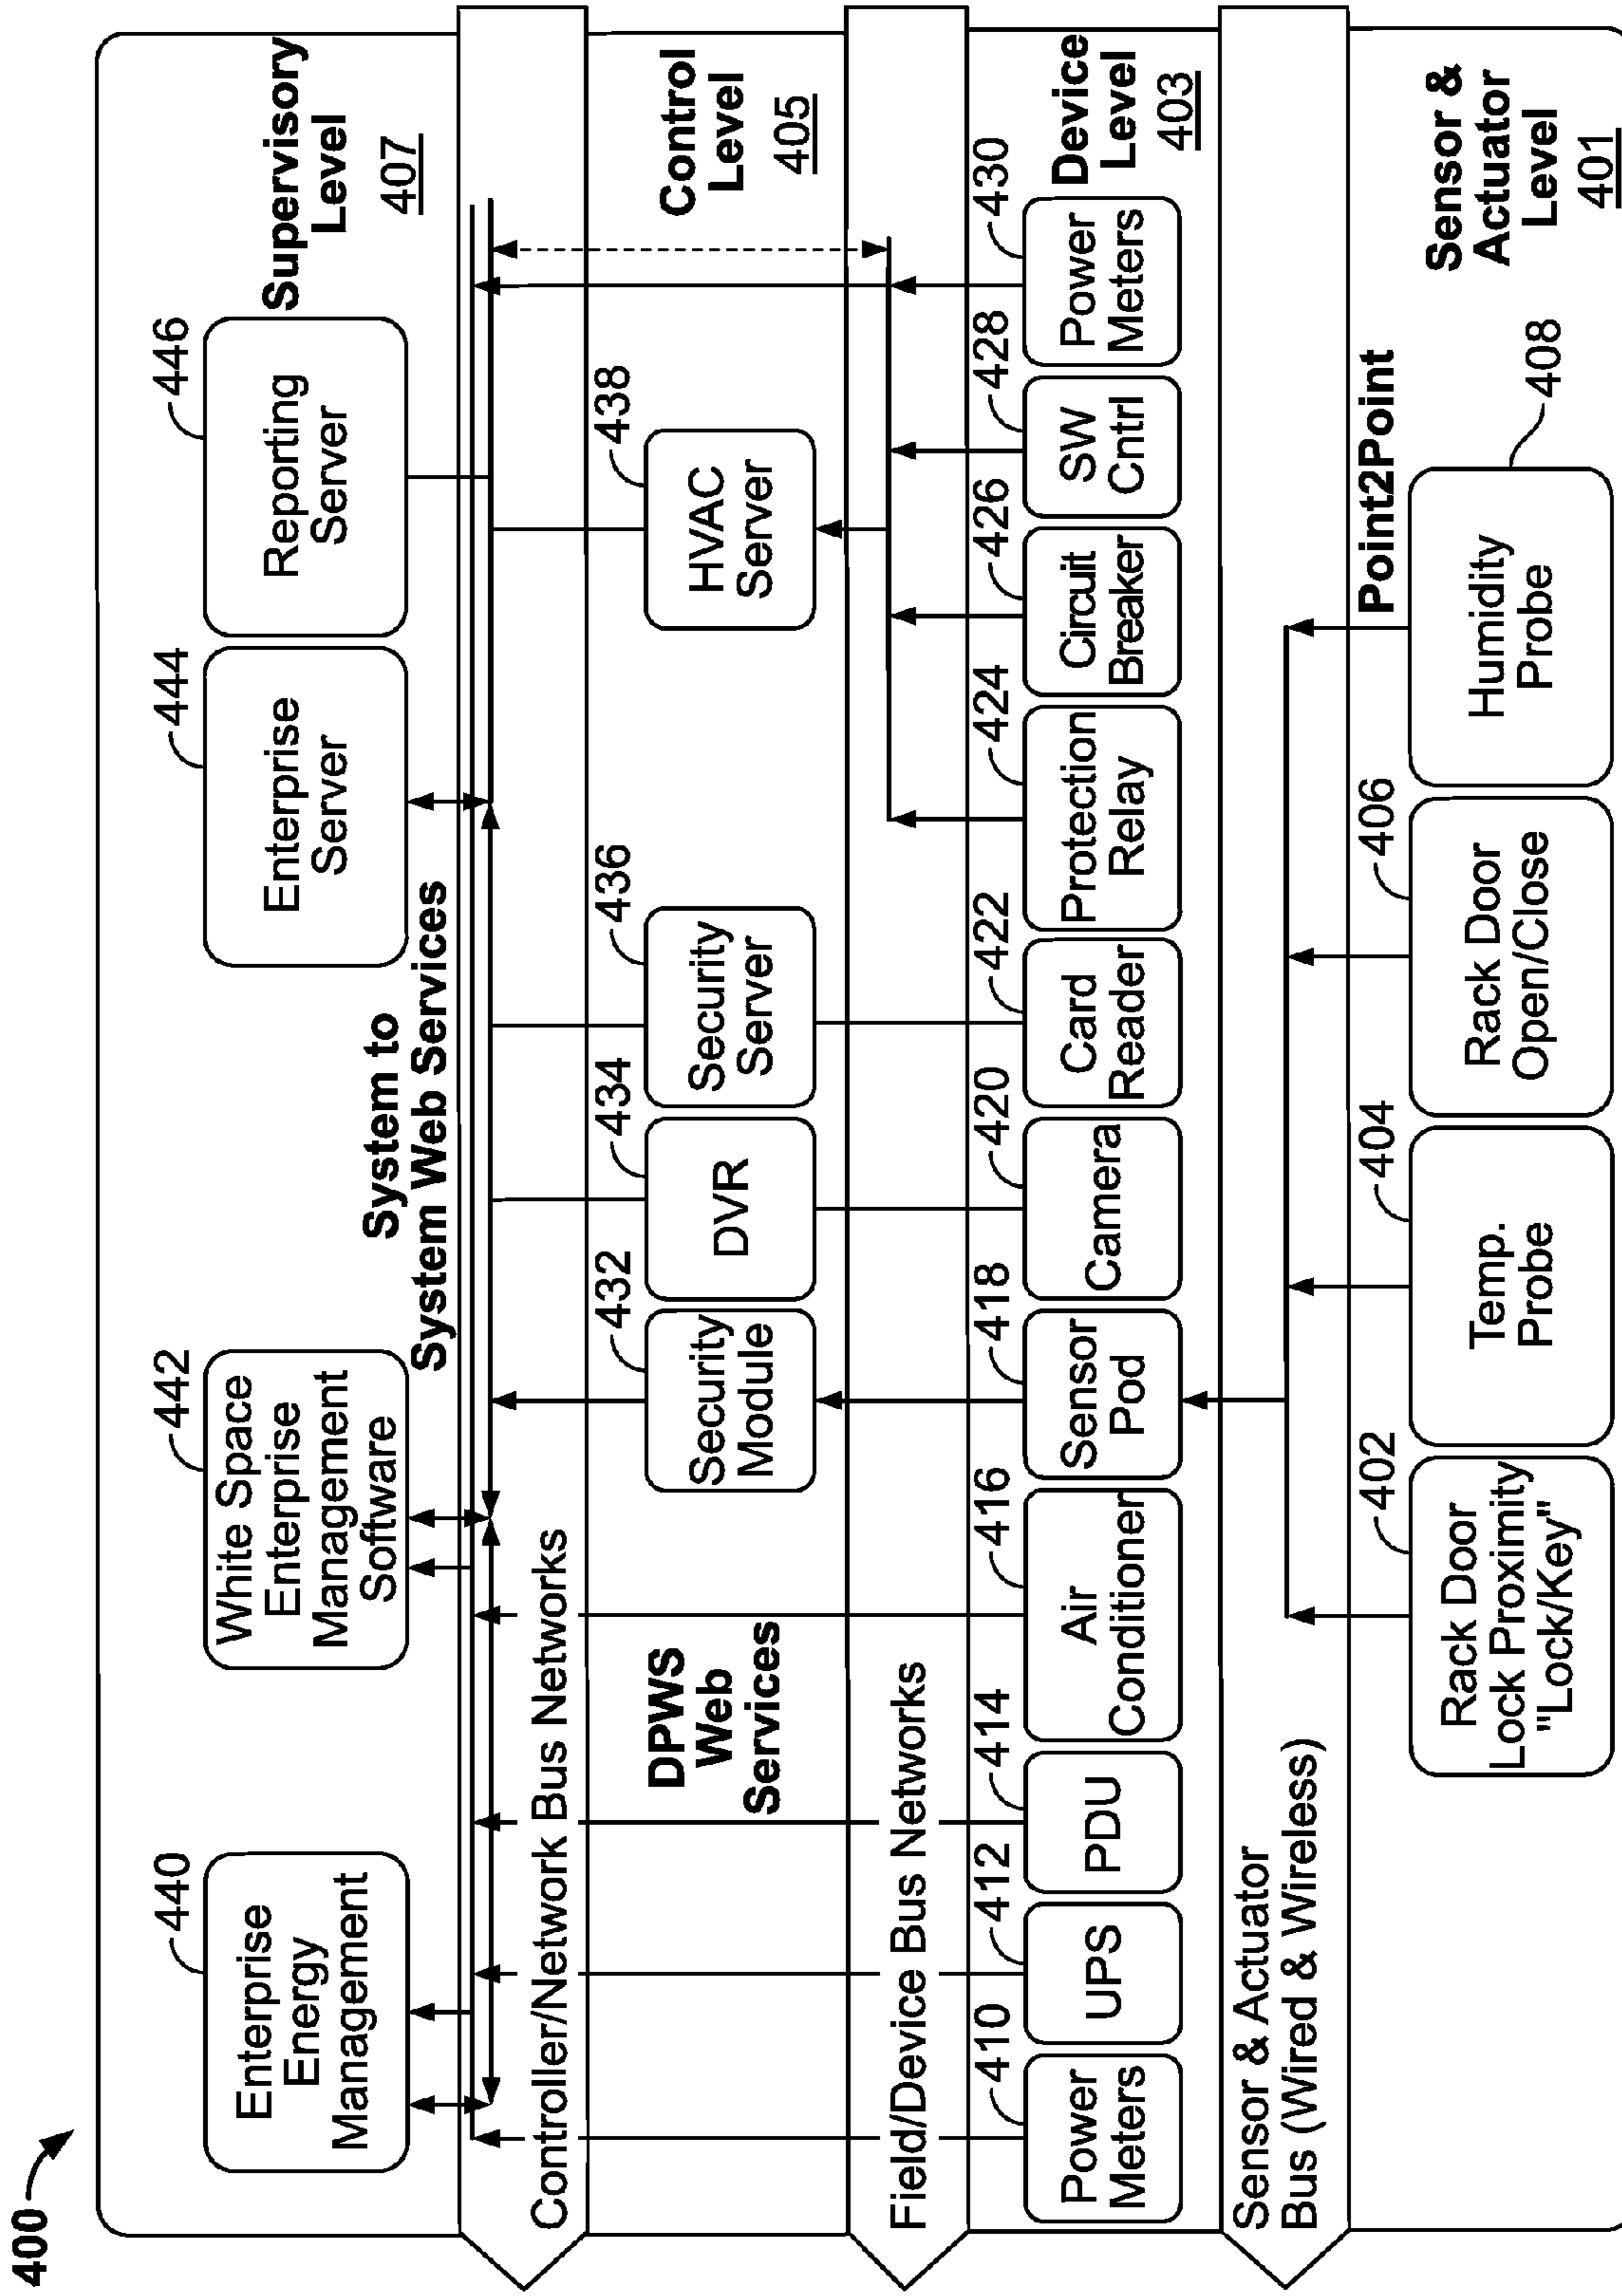 400
440
Enterprise
Energy
Management
442
White Space
Enterprise
Management
Software
444
Enterprise
Server
446
Reporting
Server
Supervisory
Level
407
System to
System Web Services
Controller/Network Bus Networks
DPWS
Web
Services
432
Security
Module
434
DVR
436
Security
Server
438
HVAC
Server
Control
Level
405
Field/Device Bus Networks
410
Power
Meters
412
UPS
414
PDU
416
Air
Conditioner
418
Sensor
Pod
420
Camera
422
Card
Reader
424
Protection
Relay
426
Circuit
Breaker
428
SW
Cntrl
430
Power
Meters
Device
Level
403
Sensor & Actuator
Bus (Wired & Wireless)
Point2Point
402
Rack Door
Lock Proximity
"Lock/Key"
404
Temp.
Probe
406
Rack Door
Open/Close
408
Humidity
Probe
Sensor &
Actuator
Level
401